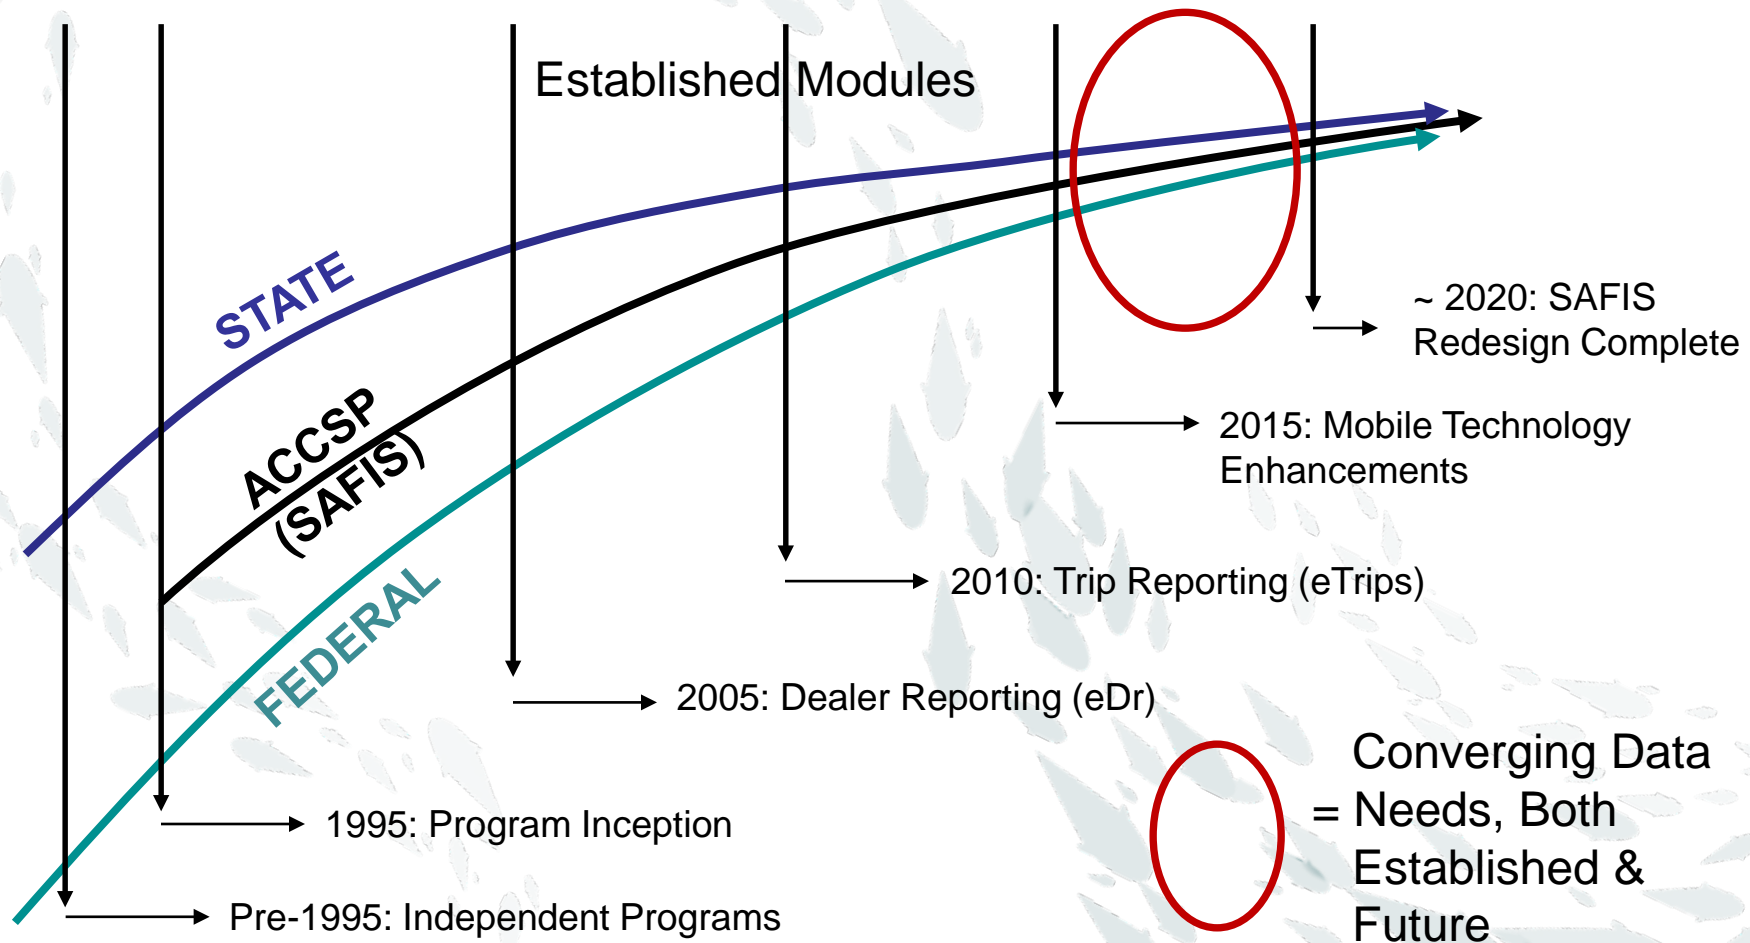 Established Modules
STATE
ACCSP
(SAFIS)
FEDERAL
~ 2020: SAFIS
Redesign Complete
2015: Mobile Technology
Enhancements
2010: Trip Reporting (eTrips)
2005: Dealer Reporting (eDr)
1995: Program Inception
Pre-1995: Independent Programs
Converging Data
= Needs, Both
Established &
Future